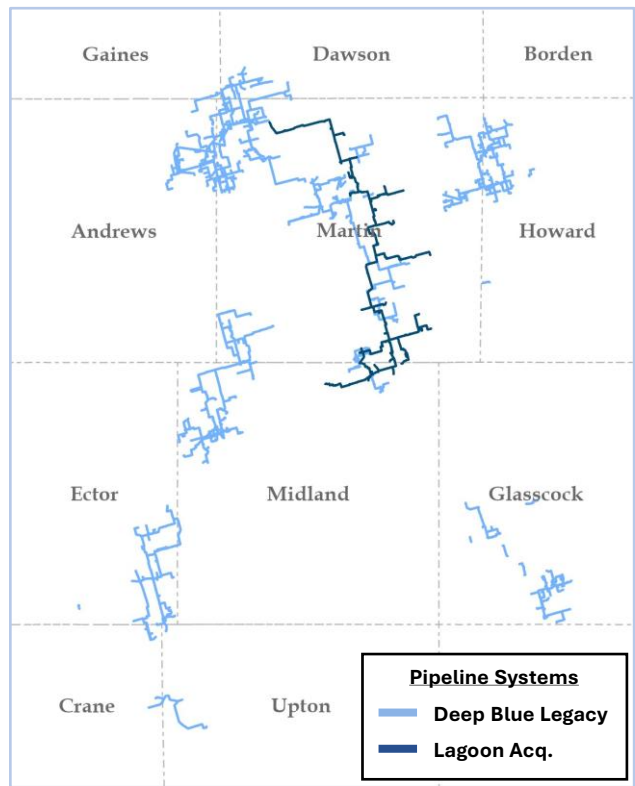 Gaines Dawson Borden
Andrews Martin Howard
Ector Midland Glasscock
Crane Upton
Pipeline Systems
Deep Blue Legacy
Lagoon Acq.